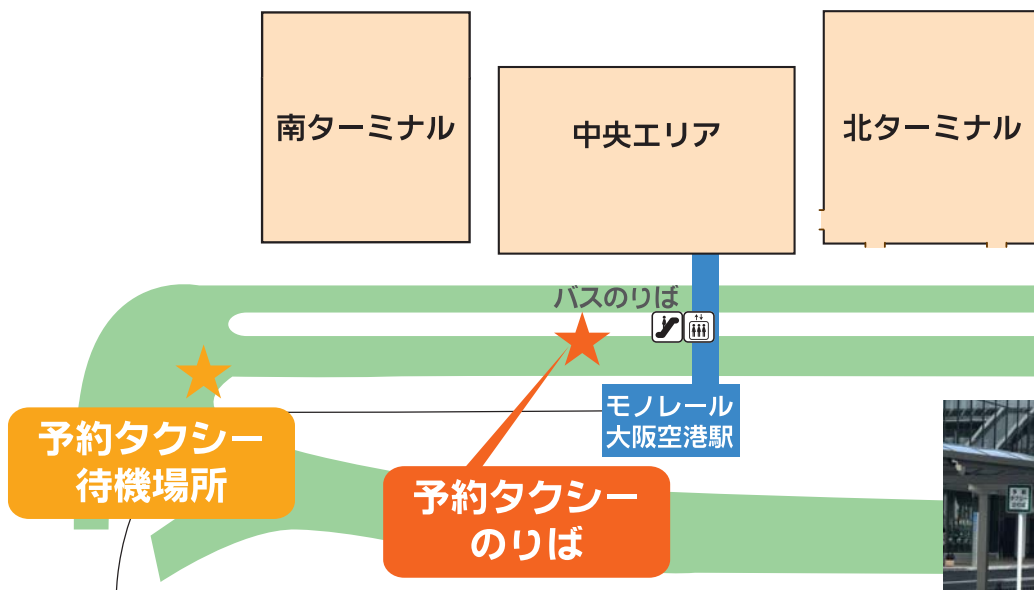 南ターミナル
中央エリア
北ターミナル
バスのりば
モノレール
大阪空港駅
予約タクシー
待機場所
予約タクシー
のりば